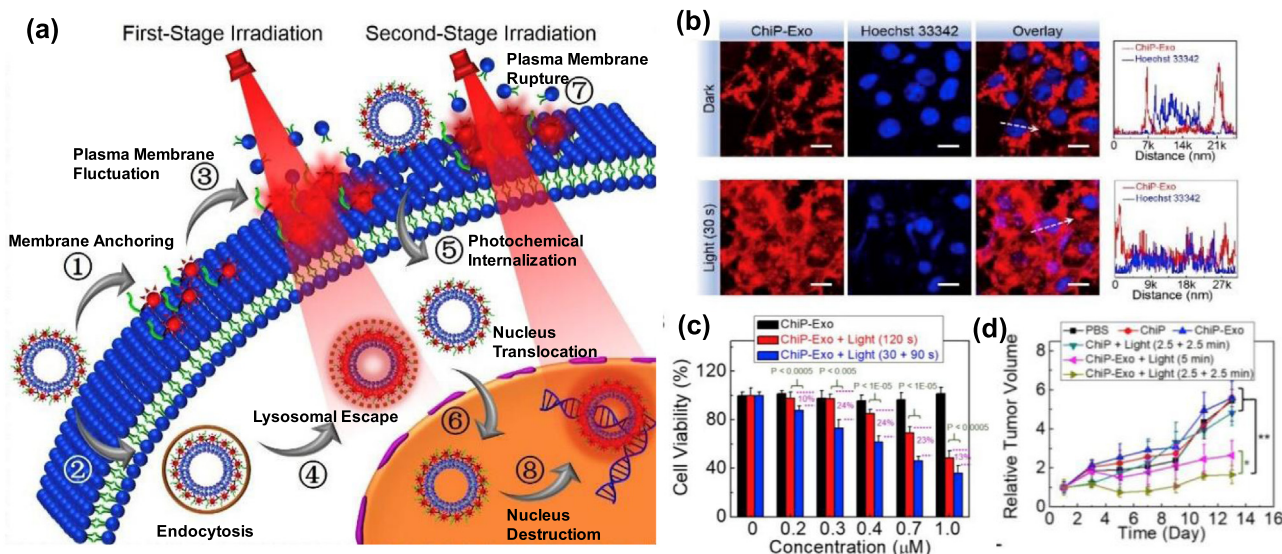 (a)
First-Stage Irradiation
Second-Stage Irradiation
Plasma Membrane
Rupture
⑦
Plasma Membrane
Fluctuation
③
Membrane Anchoring
①
⑤
Photochemical
Internalization
Nucleus
Translocation
Lysosomal Escape
②
④
⑥
⑧
Endocytosis
Nucleus
Destructiom
(b)
ChiP-Exo
Hoechst 33342
Overlay
Dark
ChiP-Exo
Hoechst 33342
0 7k 14k 21k
Distance (nm)
Light (30 s)
ChiP-Exo
Hoechst 33342
0 9k 18k 27k
Distance (nm)
(c)
ChiP-Exo
ChiP-Exo + Light (120 s)
ChiP-Exo + Light (30 + 90 s)
P < 0.0005
P < 0.005
P < 1E-05
P < 1E-05
P < 0.0005
10%
24%
24%
23%
13%
Cell Viability (%)
120
80
40
0
0 0.2 0.3 0.4 0.7 1.0
Concentration (μM)
(d)
PBS
ChiP
ChiP-Exo
ChiP + Light (2.5 + 2.5 min)
ChiP-Exo + Light (5 min)
ChiP-Exo + Light (2.5 + 2.5 min)
**
*
Relative Tumor Volume
8
6
4
2
0
0 2 4 6 8 10 12 14 16
Time (Day)